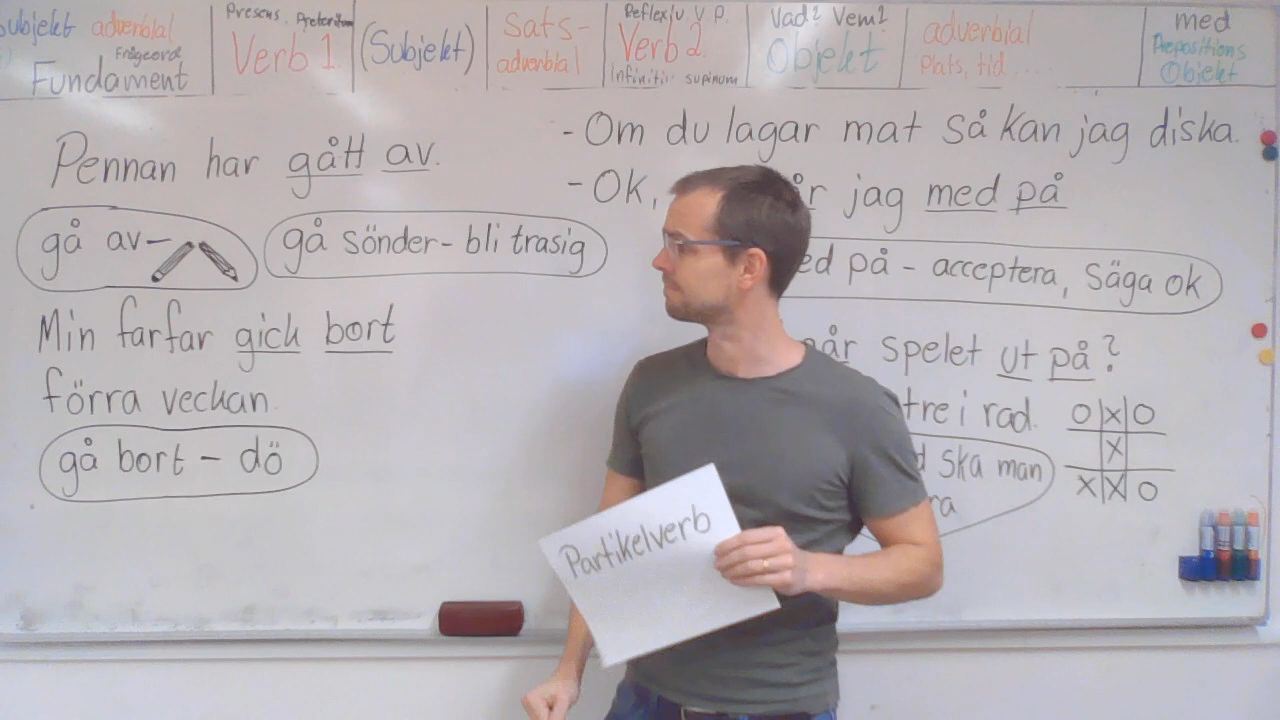 Subjekt adverbial
Frågeord
Fundament
Presens, Preteritum
Verb 1.
(Subjekt)
Sats-
adverbial
Reflexiv V. P.
Verb 2.
Infinitiv supinum
Vad? Vem?
Objekt
adverbial
Plats, tid ....
med
Prepositions
Objekt
Pennan har gått av.
gå av-
gå sönder - bli trasig
Min farfar gick bort
förra veckan.
gå bort - dö
- Om du lagar mat så kan jag diska.
- Ok, jag med på
på - acceptera, säga ok
spelet ut på?
tre i rad.
ska man
O|X|O
X
X|X|O
Partikelverb